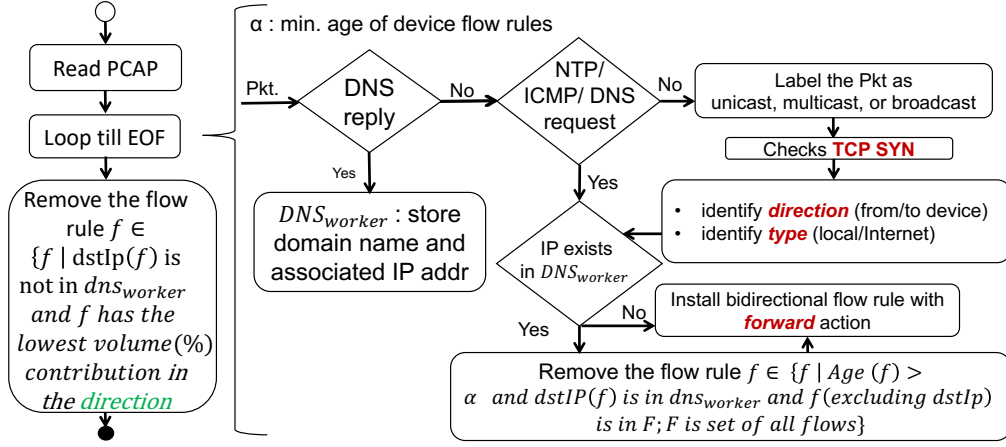 α : min. age of device flow rules
Read PCAP
Loop till EOF
Remove the flow
rule f ∈
{f | dstIp(f) is
not in dns_worker
and f has the
lowest volume(%)
contribution in
the direction
Pkt.
DNS
reply
No
Yes
DNS_worker : store
domain name and
associated IP addr
NTP/
ICMP/ DNS
request
No
Yes
Label the Pkt as
unicast, multicast, or broadcast
Checks TCP SYN
• identify direction (from/to device)
• identify type (local/Internet)
IP exists
in DNS_worker
No
Yes
Install bidirectional flow rule with
forward action
Remove the flow rule f ∈ {f | Age (f) >
α and dstIP(f) is in dns_worker and f(excluding dstIp)
is in F; F is set of all flows}